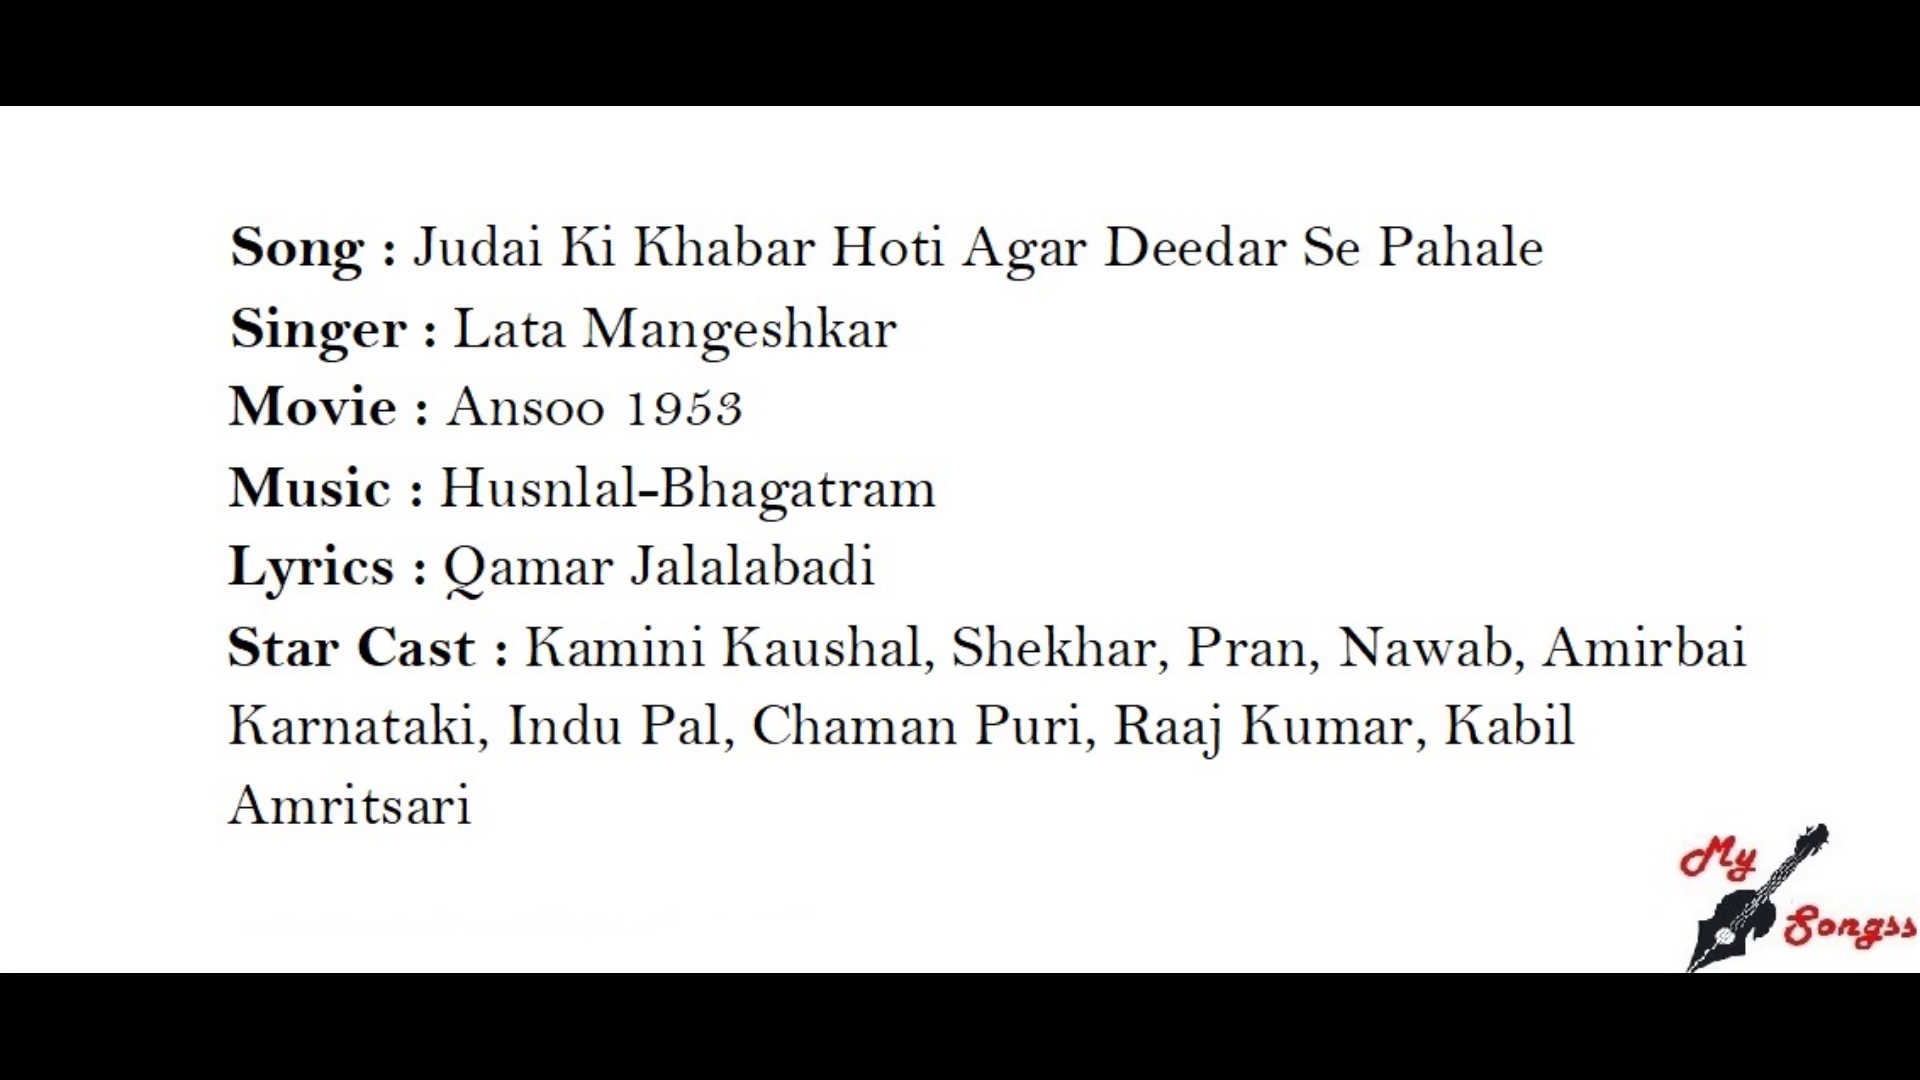 Song : Judai Ki Khabar Hoti Agar Deedar Se Pahale
Singer : Lata Mangeshkar
Movie : Ansoo 1953
Music : Husnlal-Bhagatram
Lyrics : Qamar Jalalabadi
Star Cast : Kamini Kaushal, Shekhar, Pran, Nawab, Amirbai
Karnataki, Indu Pal, Chaman Puri, Raaj Kumar, Kabil
Amritsari
My
Songss